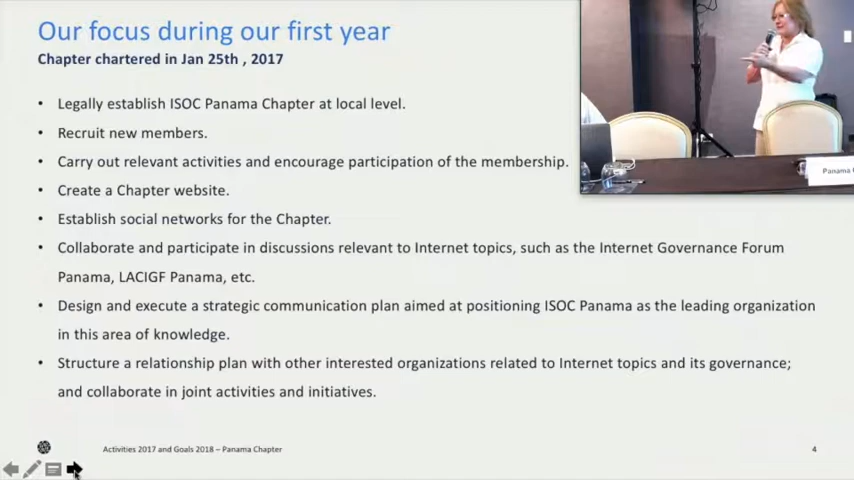 Our focus during our first year
Chapter chartered in Jan 25th , 2017
• Legally establish ISOC Panama Chapter at local level.
• Recruit new members.
• Carry out relevant activities and encourage participation of the membership.
• Create a Chapter website.
• Establish social networks for the Chapter.
• Collaborate and participate in discussions relevant to Internet topics, such as the Internet Governance Forum
Panama, LACIGF Panama, etc.
• Design and execute a strategic communication plan aimed at positioning ISOC Panama as the leading organization
in this area of knowledge.
• Structure a relationship plan with other interested organizations related to Internet topics and its governance;
and collaborate in joint activities and initiatives.
Panama
Activities 2017 and Goals 2018 – Panama Chapter
4